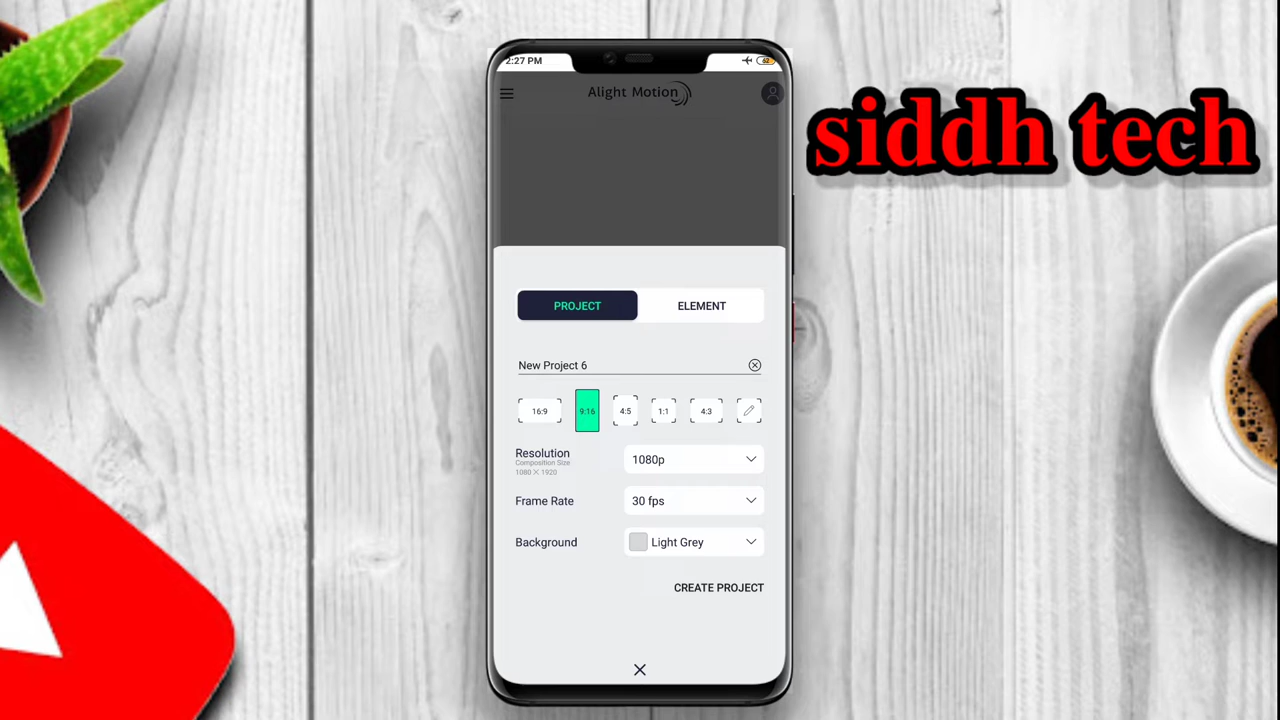 2:27 PM
62
Alight Motion
siddh tech
PROJECT
ELEMENT
New Project 6
16:9
9:16
4:5
1:1
4:3
Resolution
Composition Size
1080 X 1920
1080p
Frame Rate
30 fps
Background
Light Grey
CREATE PROJECT